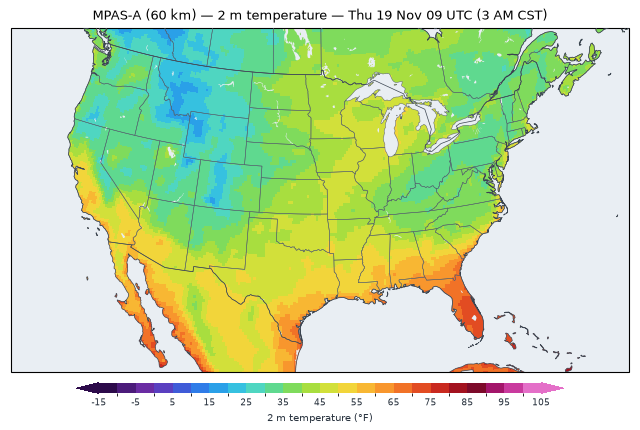 MPAS-A (60 km) — 2 m temperature — Thu 19 Nov 09 UTC (3 AM CST)
-15 -5 5 15 25 35 45 55 65 75 85 95 105
2 m temperature (°F)